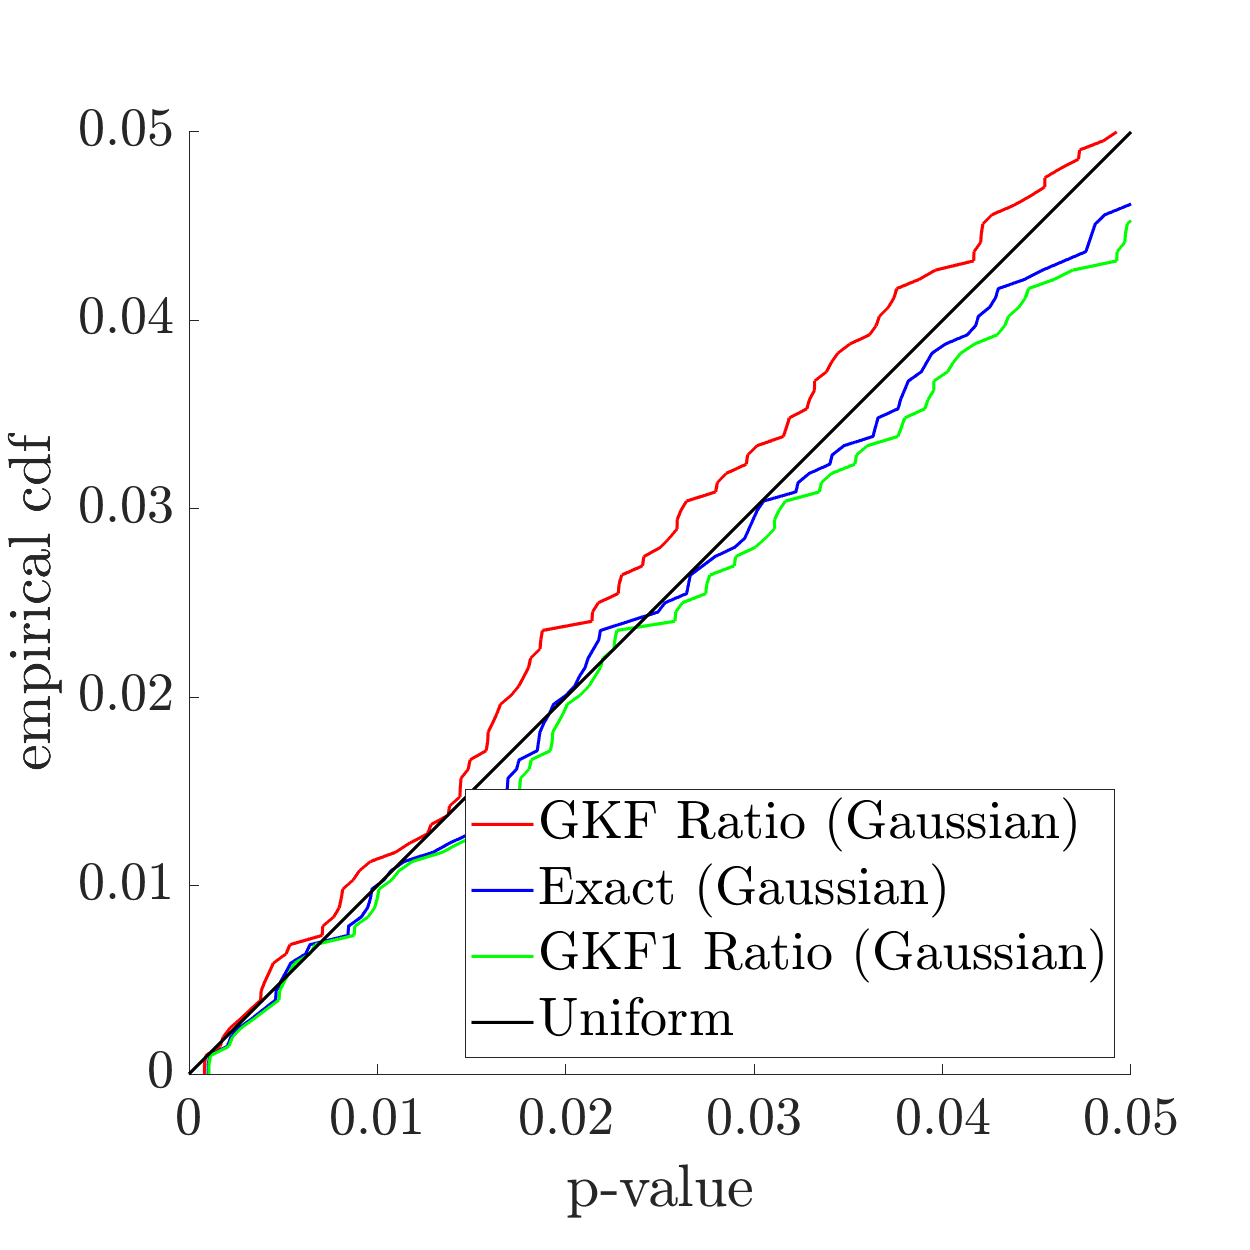 0.05
0.04
0.03
0.02
0.01
0
empirical cdf
GKF Ratio (Gaussian)
Exact (Gaussian)
GKF1 Ratio (Gaussian)
Uniform
0 0.01 0.02 0.03 0.04 0.05
p-value